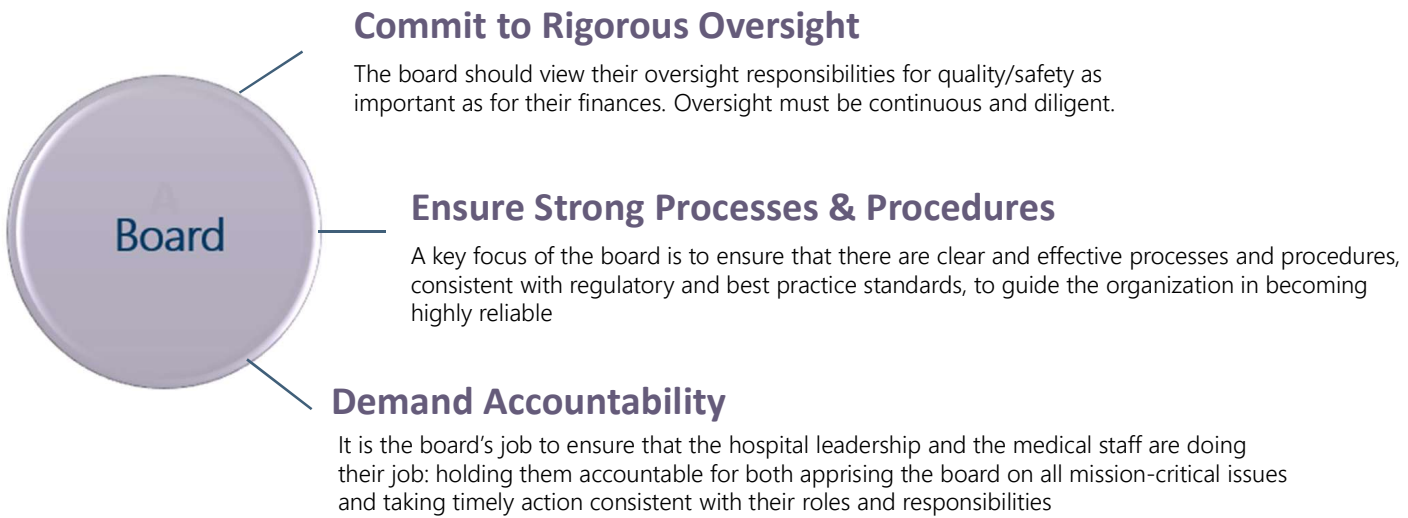 Commit to Rigorous Oversight
The board should view their oversight responsibilities for quality/safety as
important as for their finances. Oversight must be continuous and diligent.
A
Board
Ensure Strong Processes & Procedures
A key focus of the board is to ensure that there are clear and effective processes and procedures,
consistent with regulatory and best practice standards, to guide the organization in becoming
highly reliable
Demand Accountability
It is the board’s job to ensure that the hospital leadership and the medical staff are doing
their job: holding them accountable for both apprising the board on all mission-critical issues
and taking timely action consistent with their roles and responsibilities